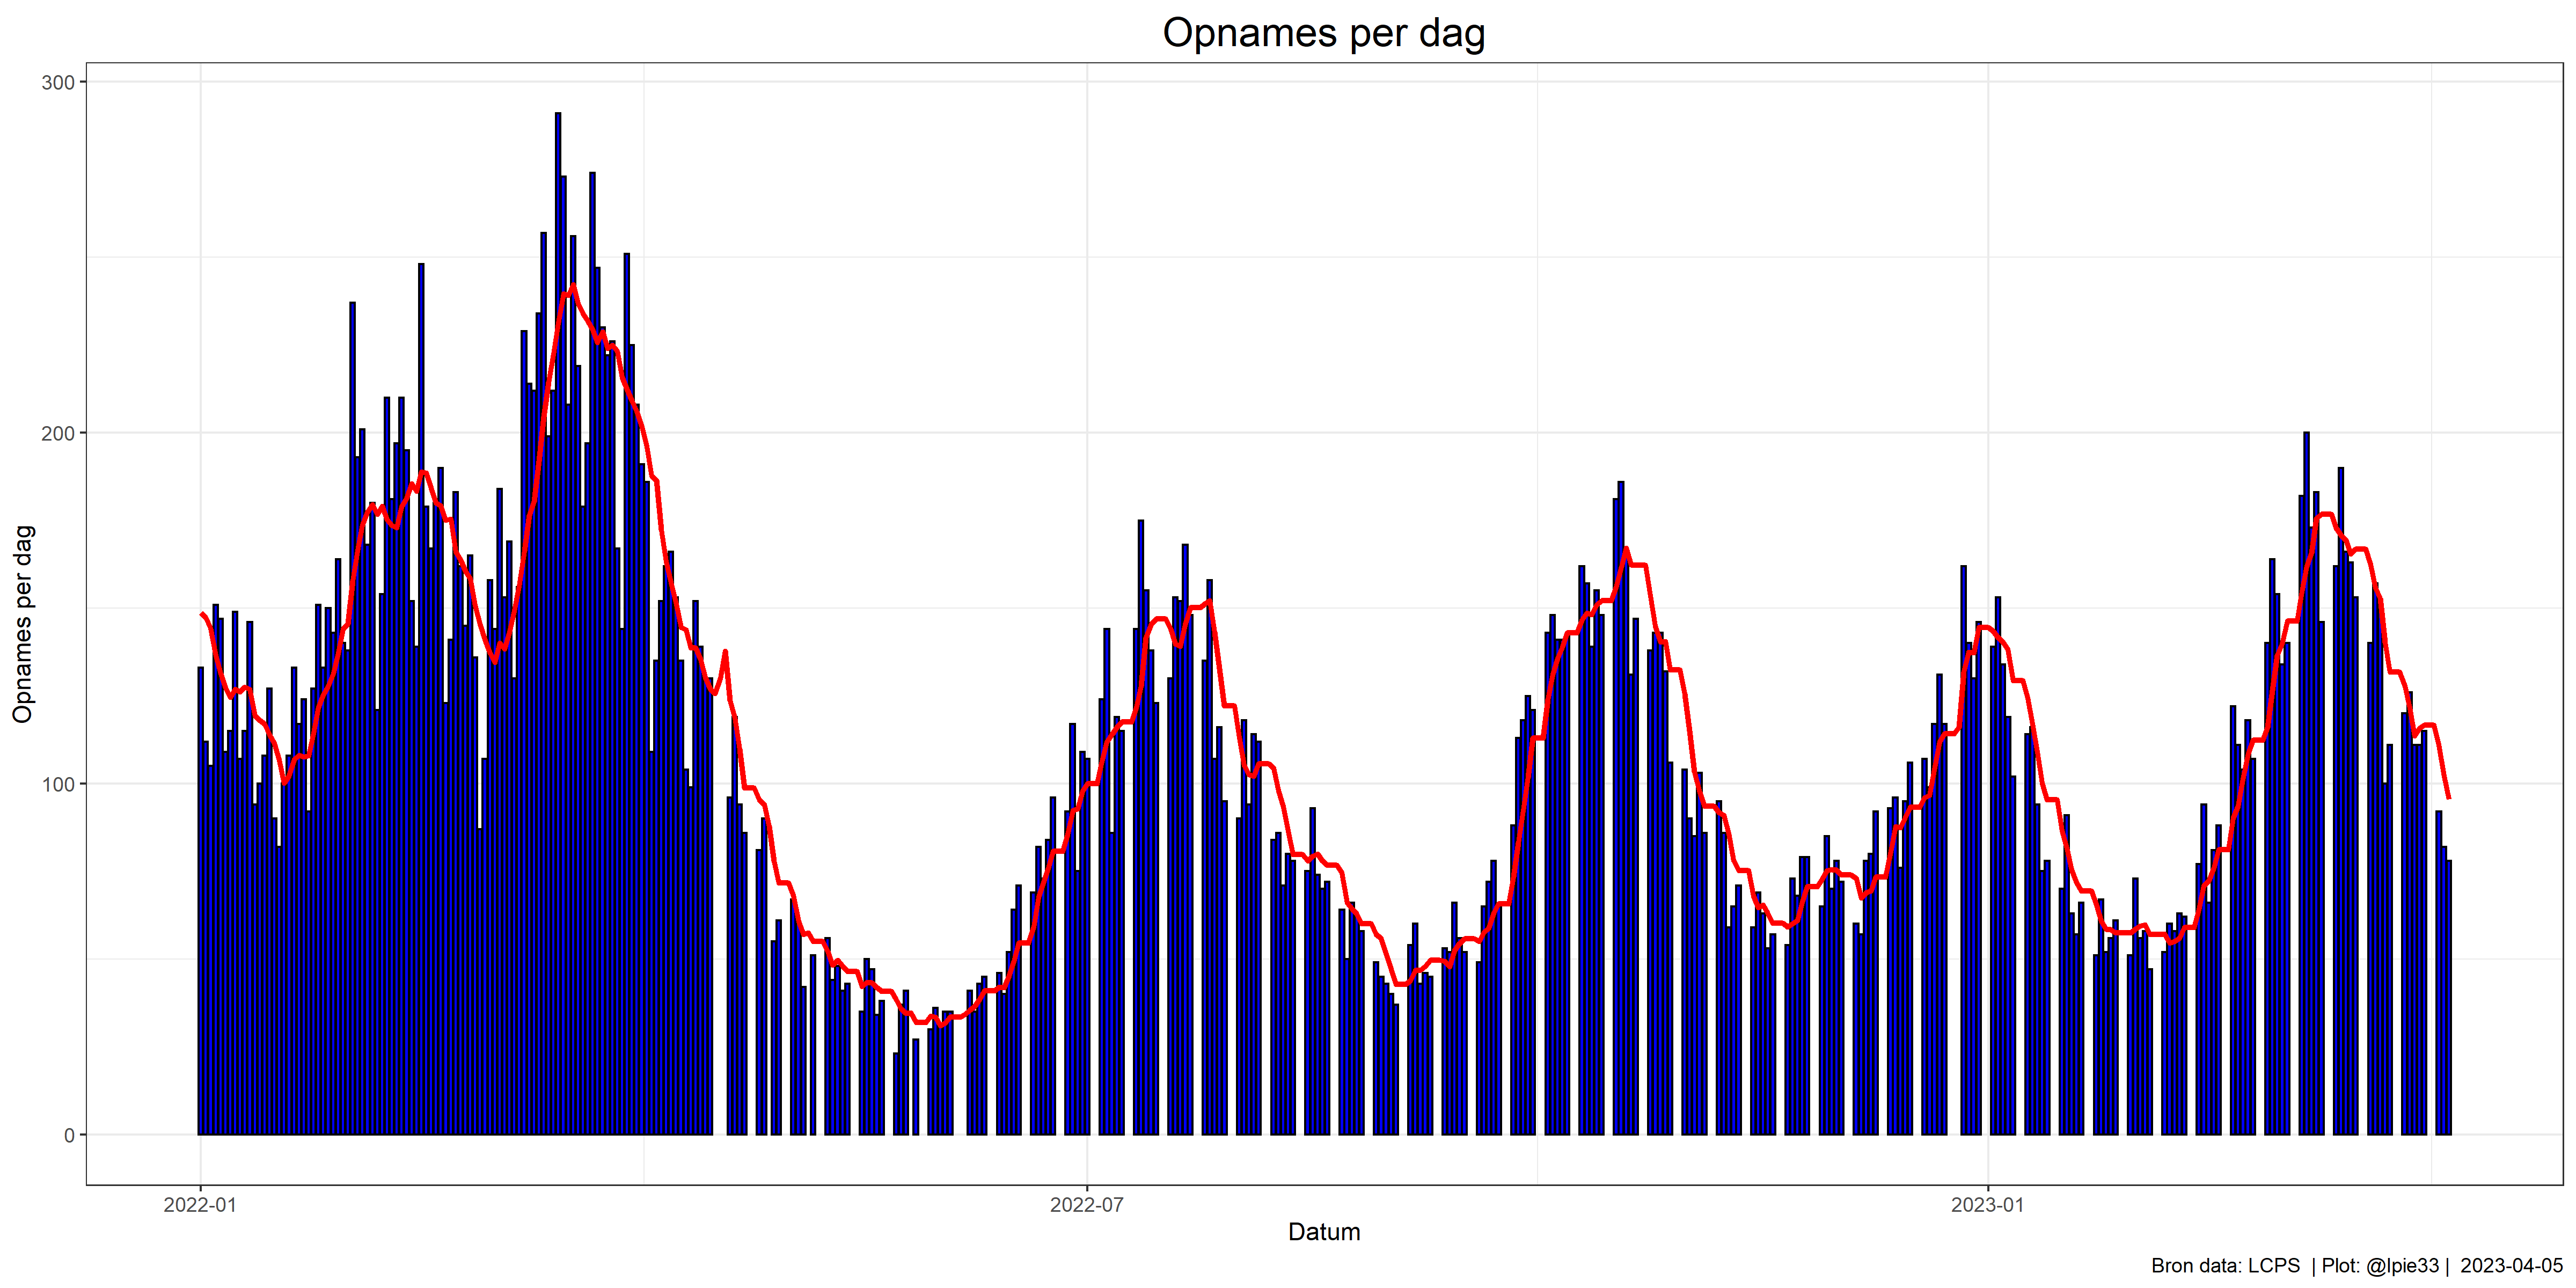 Opnames per dag
300
200
100
0
Opnames per dag
2022-01
2022-07
2023-01
Datum
Bron data: LCPS | Plot: @lpie33 | 2023-04-05